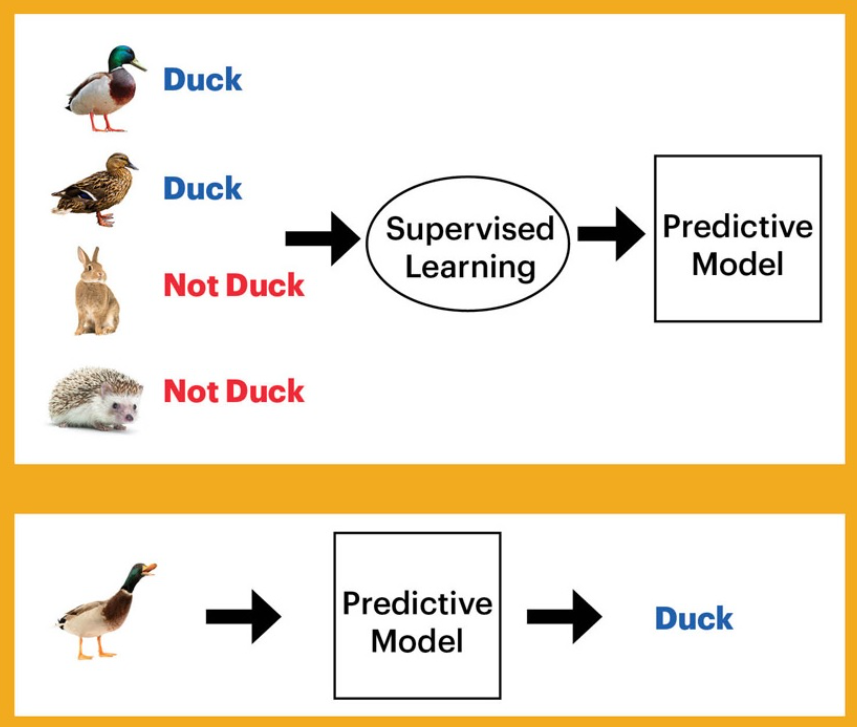 Duck
Duck
Not Duck
Not Duck
Supervised
Learning
Predictive
Model
Predictive
Model
Duck